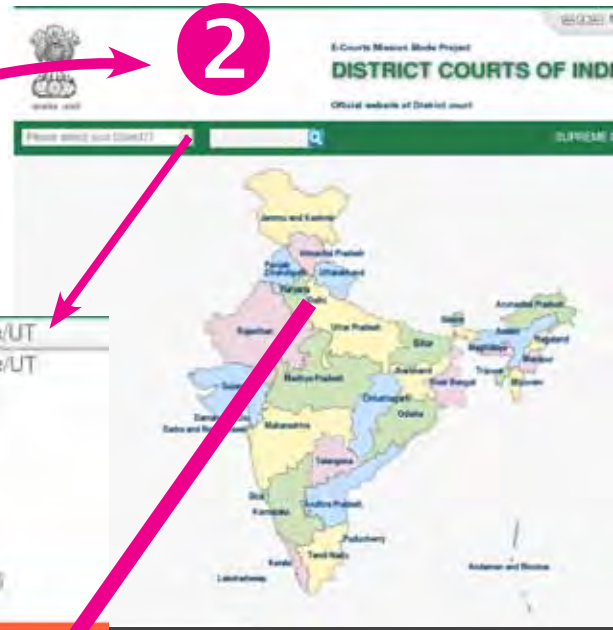 2
E-Courts Mission Mode Project
DISTRICT COURTS OF INDI
Official website of District court
Please select your State/UT
SUPREME
Jammu and Kashmir
Himachal Pradesh
Punjab
Chandigarh
Uttarakhand
Haryana
Delhi
Arunachal Pradesh
Sikkim
Rajasthan
Uttar Pradesh
Assam
Nagaland
Bihar
Meghalaya
Manipur
e/UT
e/UT
Jharkhand
Tripura
Mizoram
Gujarat
Madhya Pradesh
West Bengal
Chhattisgarh
Odisha
Maharashtra
Telangana
Goa
Andhra Pradesh
Karnataka
Puducherry
Kerala
Tamil Nadu
Lakshadweep
Andaman and Nicobar